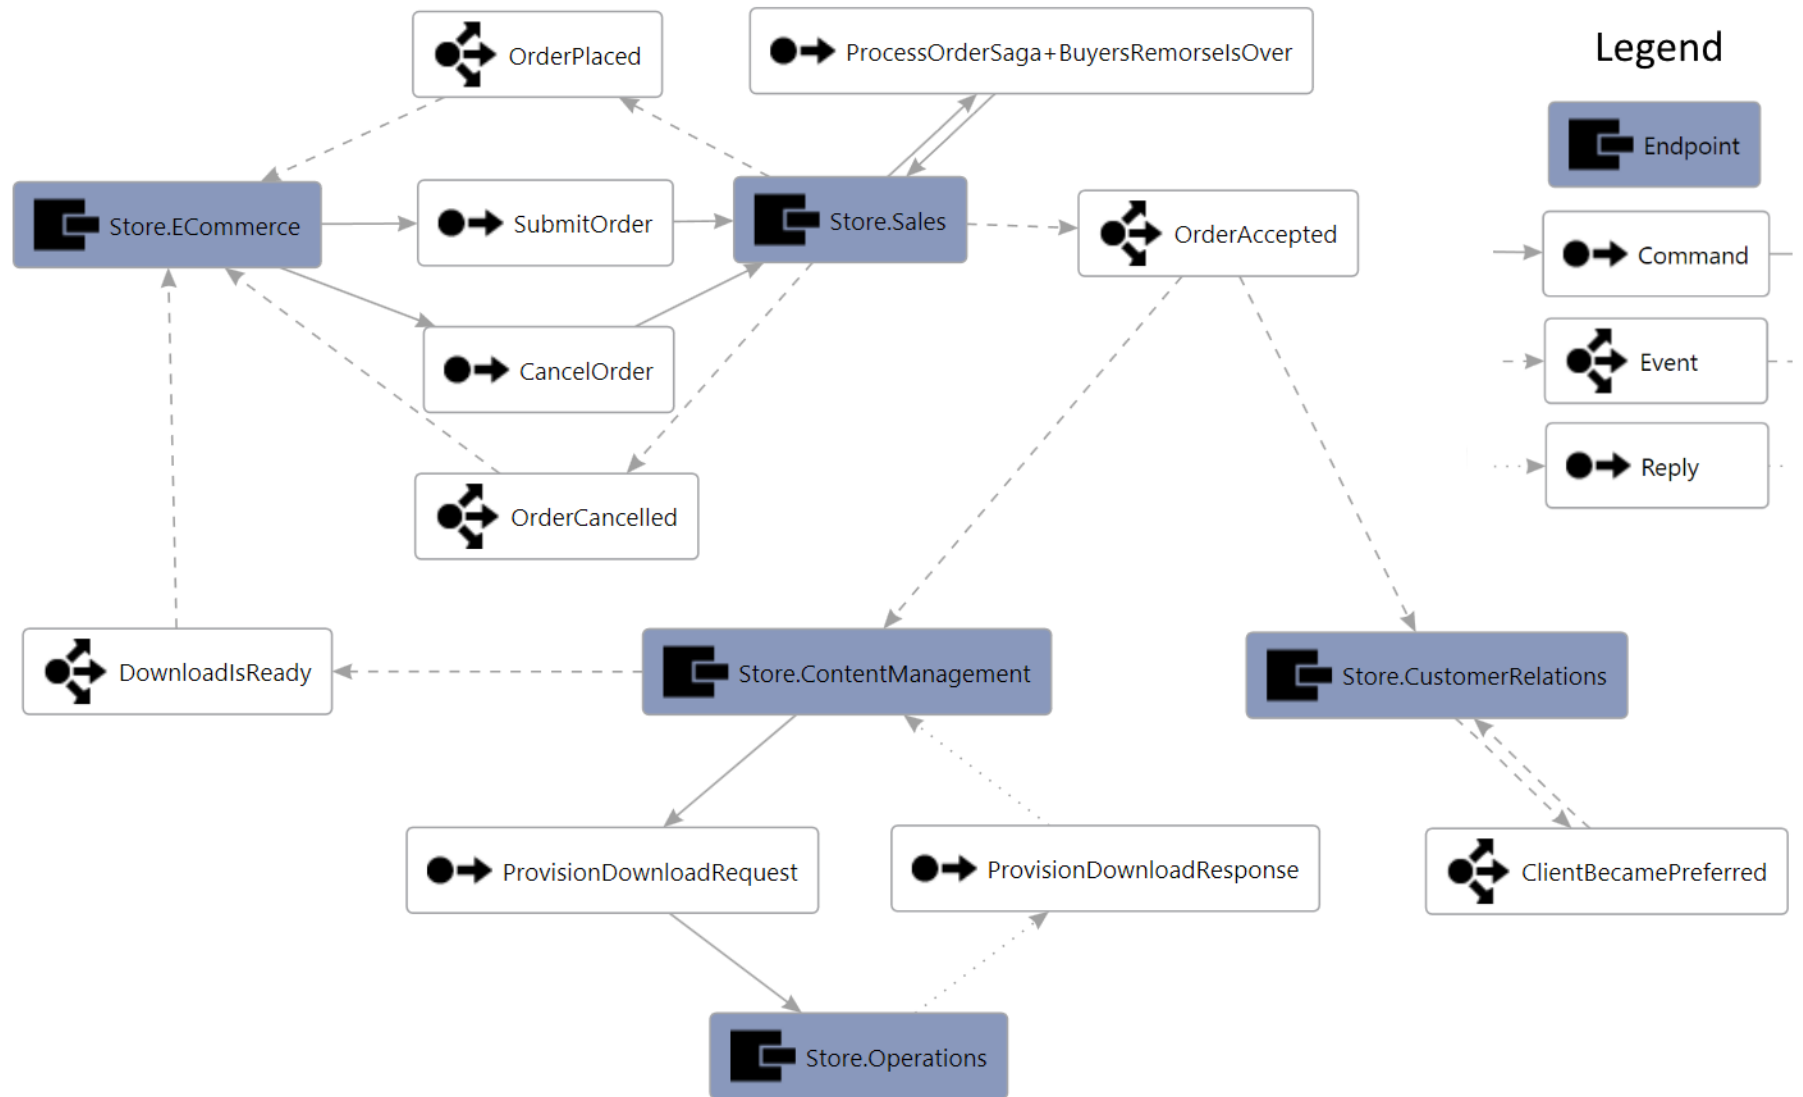 OrderPlaced
ProcessOrderSaga+BuyersRemorseIsOver
Legend
Endpoint
Store.ECommerce
SubmitOrder
Store.Sales
OrderAccepted
Command
CancelOrder
Event
Reply
OrderCancelled
DownloadIsReady
Store.ContentManagement
Store.CustomerRelations
ProvisionDownloadRequest
ProvisionDownloadResponse
ClientBecamePreferred
Store.Operations